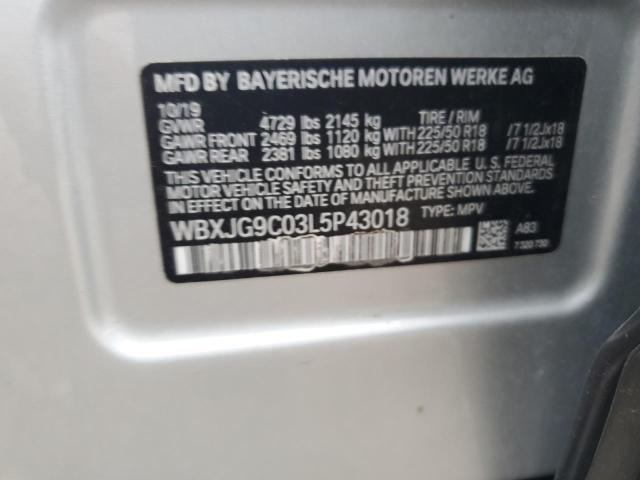 MFD BY BAYERISCHE MOTOREN WERKE AG
10/19 TIRE / RIM
GVWR 4729 lbs 2145 kg
GAWR FRONT 2469 lbs 1120 kg WITH 225/50 R18 /7 1/2Jx18
GAWR REAR 2381 lbs 1080 kg WITH 225/50 R18 /7 1/2Jx18
THIS VEHICLE CONFORMS TO ALL APPLICABLE U. S. FEDERAL
MOTOR VEHICLE SAFETY AND THEFT PREVENTION STANDARDS
IN EFFECT ON THE DATE OF MANUFACTURE SHOWN ABOVE.
WBXJG9C03L5P43018 TYPE: MPV
A83
7 520 730